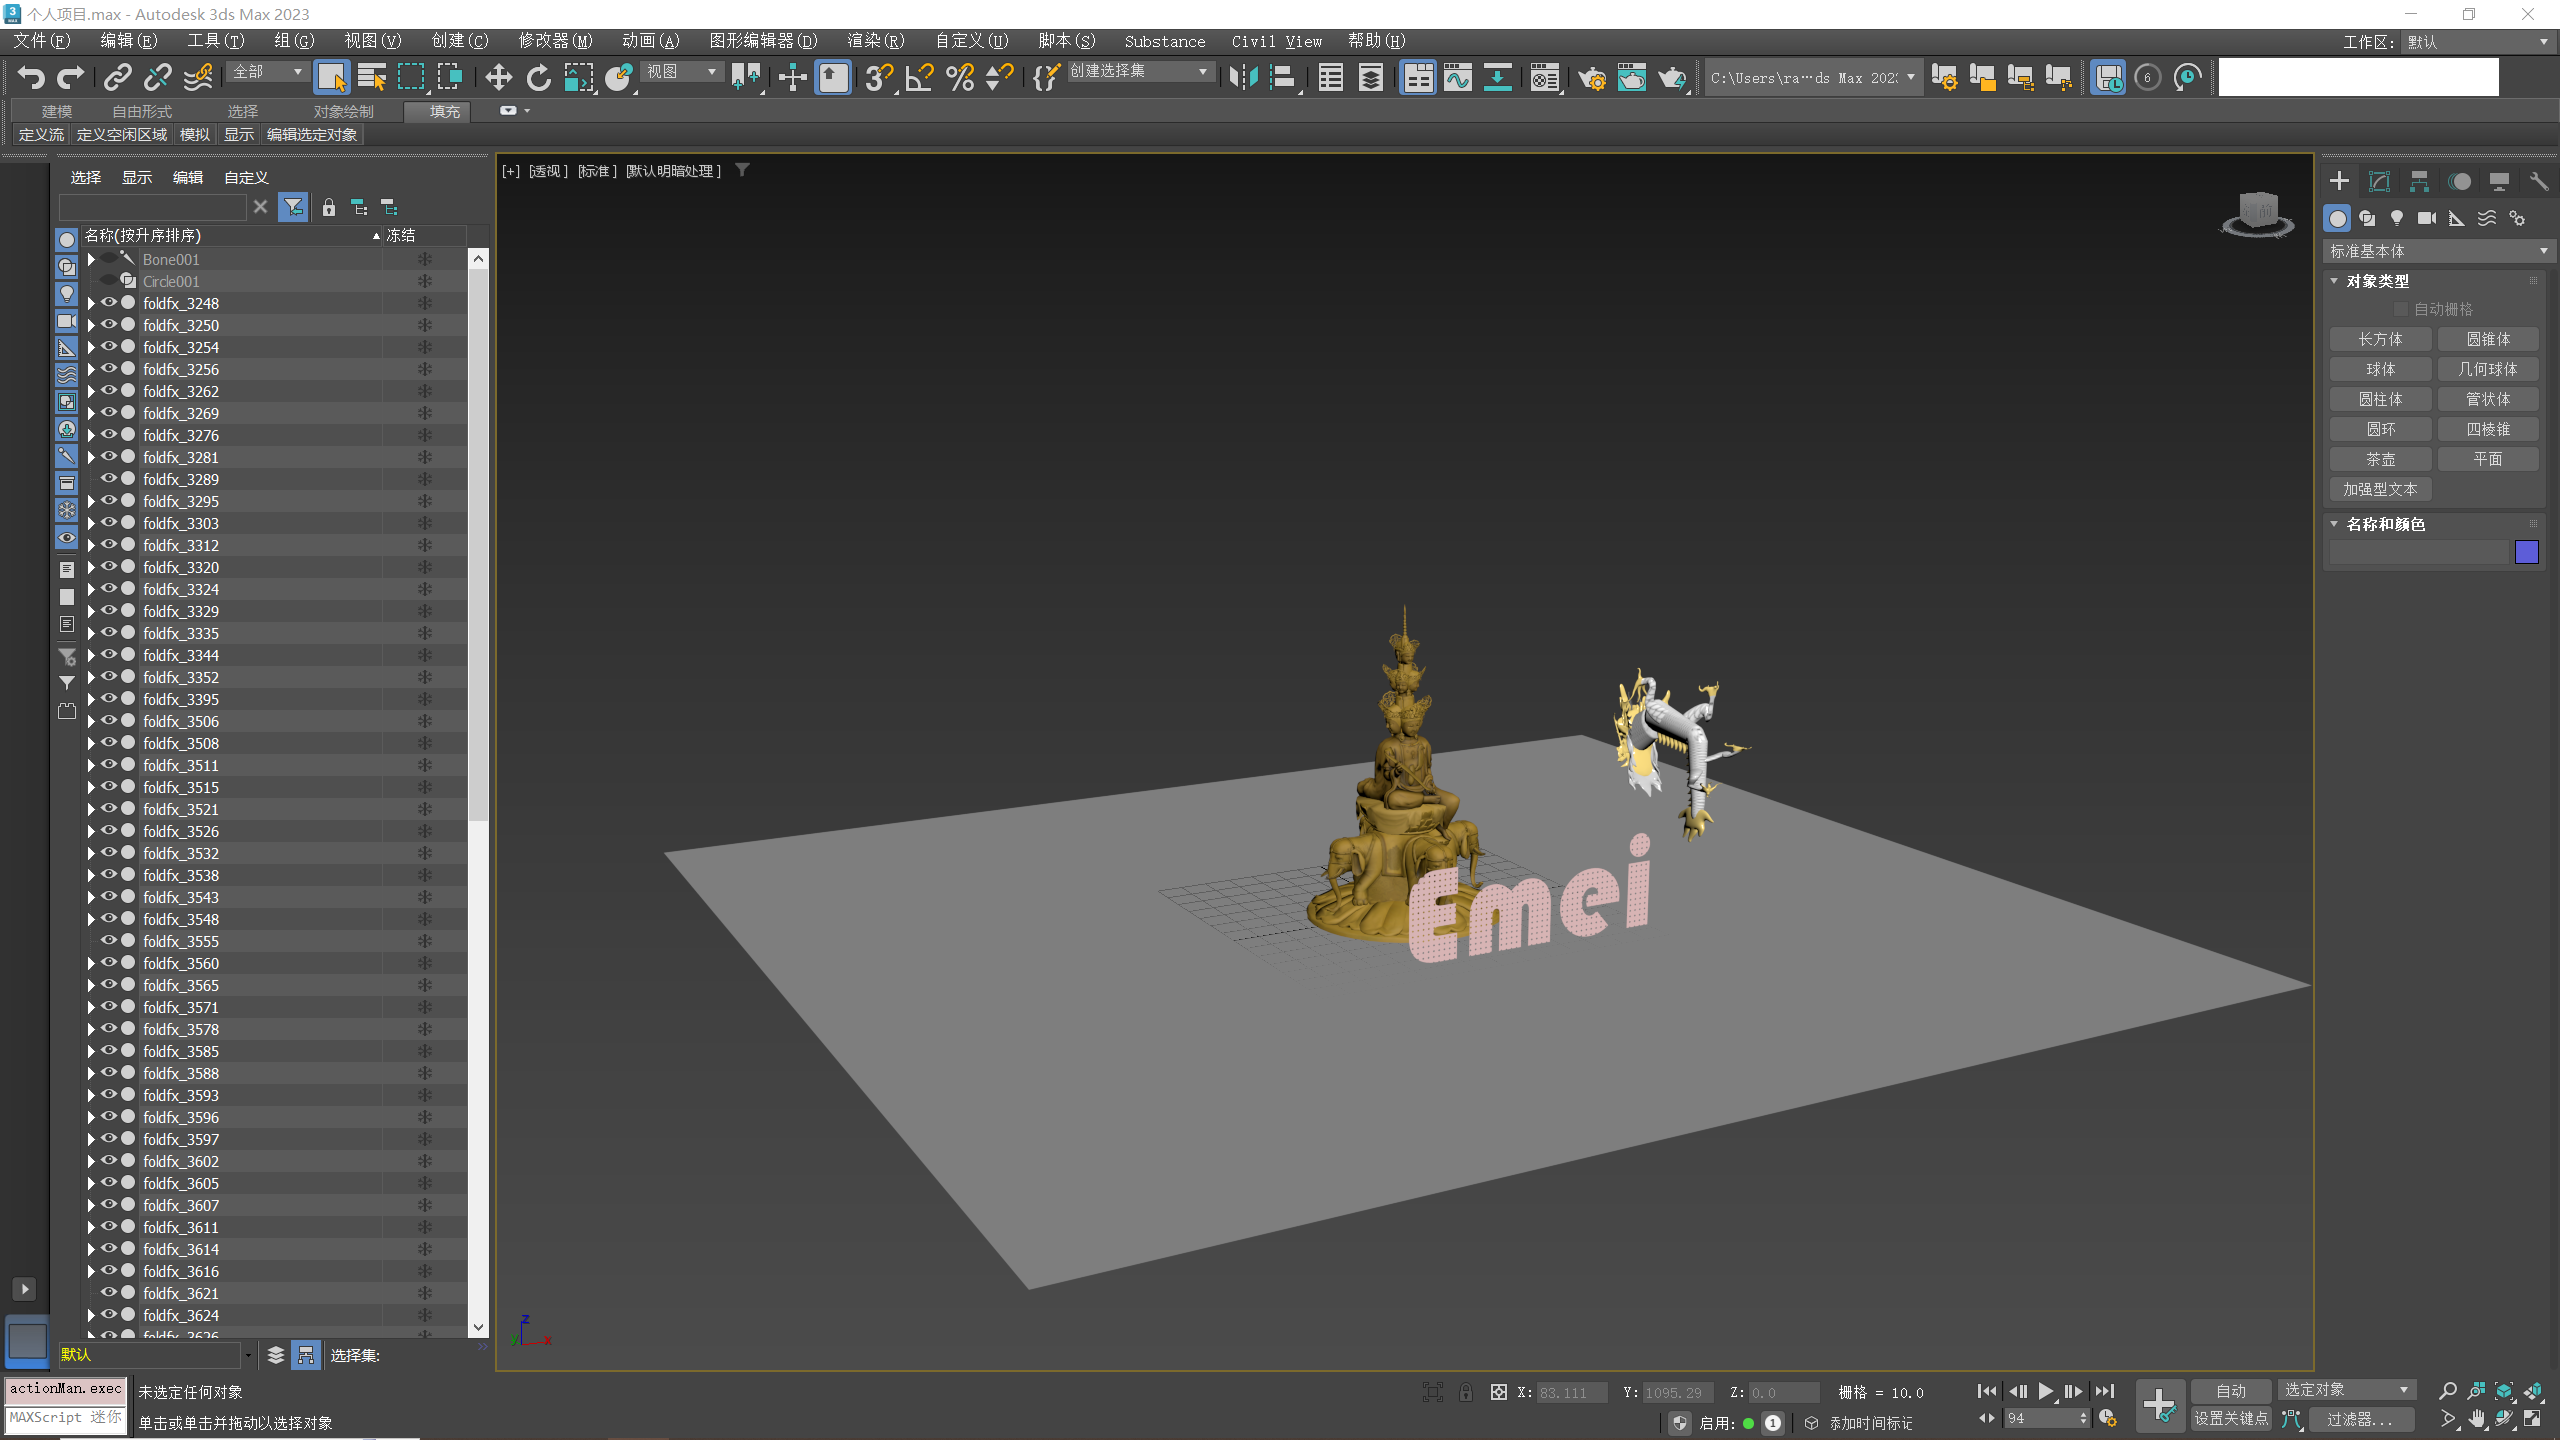 个人项目.max - Autodesk 3ds Max 2023
文件(F) 编辑(E) 工具(T) 组(G) 视图(V) 创建(C) 修改器(M) 动画(A) 图形编辑器(D) 渲染(R) 自定义(U) 脚本(S) Substance Civil View 帮助(H) 工作区: 默认
全部 视图 创建选择集 C:\Users\ra···ds Max 202 6
建模 自由形式 选择 对象绘制 填充
定义流 定义空闲区域 模拟 显示 编辑选定对象
选择 显示 编辑 自定义
名称(按升序排序) 冻结
Bone001
Circle001
foldfx_3248
foldfx_3250
foldfx_3254
foldfx_3256
foldfx_3262
foldfx_3269
foldfx_3276
foldfx_3281
foldfx_3289
foldfx_3295
foldfx_3303
foldfx_3312
foldfx_3320
foldfx_3324
foldfx_3329
foldfx_3335
foldfx_3344
foldfx_3352
foldfx_3395
foldfx_3506
foldfx_3508
foldfx_3511
foldfx_3515
foldfx_3521
foldfx_3526
foldfx_3532
foldfx_3538
foldfx_3543
foldfx_3548
foldfx_3555
foldfx_3560
foldfx_3565
foldfx_3571
foldfx_3578
foldfx_3585
foldfx_3588
foldfx_3593
foldfx_3596
foldfx_3597
foldfx_3602
foldfx_3605
foldfx_3607
foldfx_3611
foldfx_3614
foldfx_3616
foldfx_3621
foldfx_3624
foldfx_3626
默认 选择集:
[+] [透视] [标准] [默认明暗处理]
前
Emei
z
y x
标准基本体
对象类型
自动栅格
长方体 圆锥体
球体 几何球体
圆柱体 管状体
圆环 四棱锥
茶壶 平面
加强型文本
名称和颜色
actionMan.exec 未选定任何对象 X: 83.111 Y: 1095.29 Z: 0.0 栅格 = 10.0 自动 选定对象
MAXScript 迷你 单击或单击并拖动以选择对象 启用: 1 添加时间标记 94 设置关键点 过滤器...